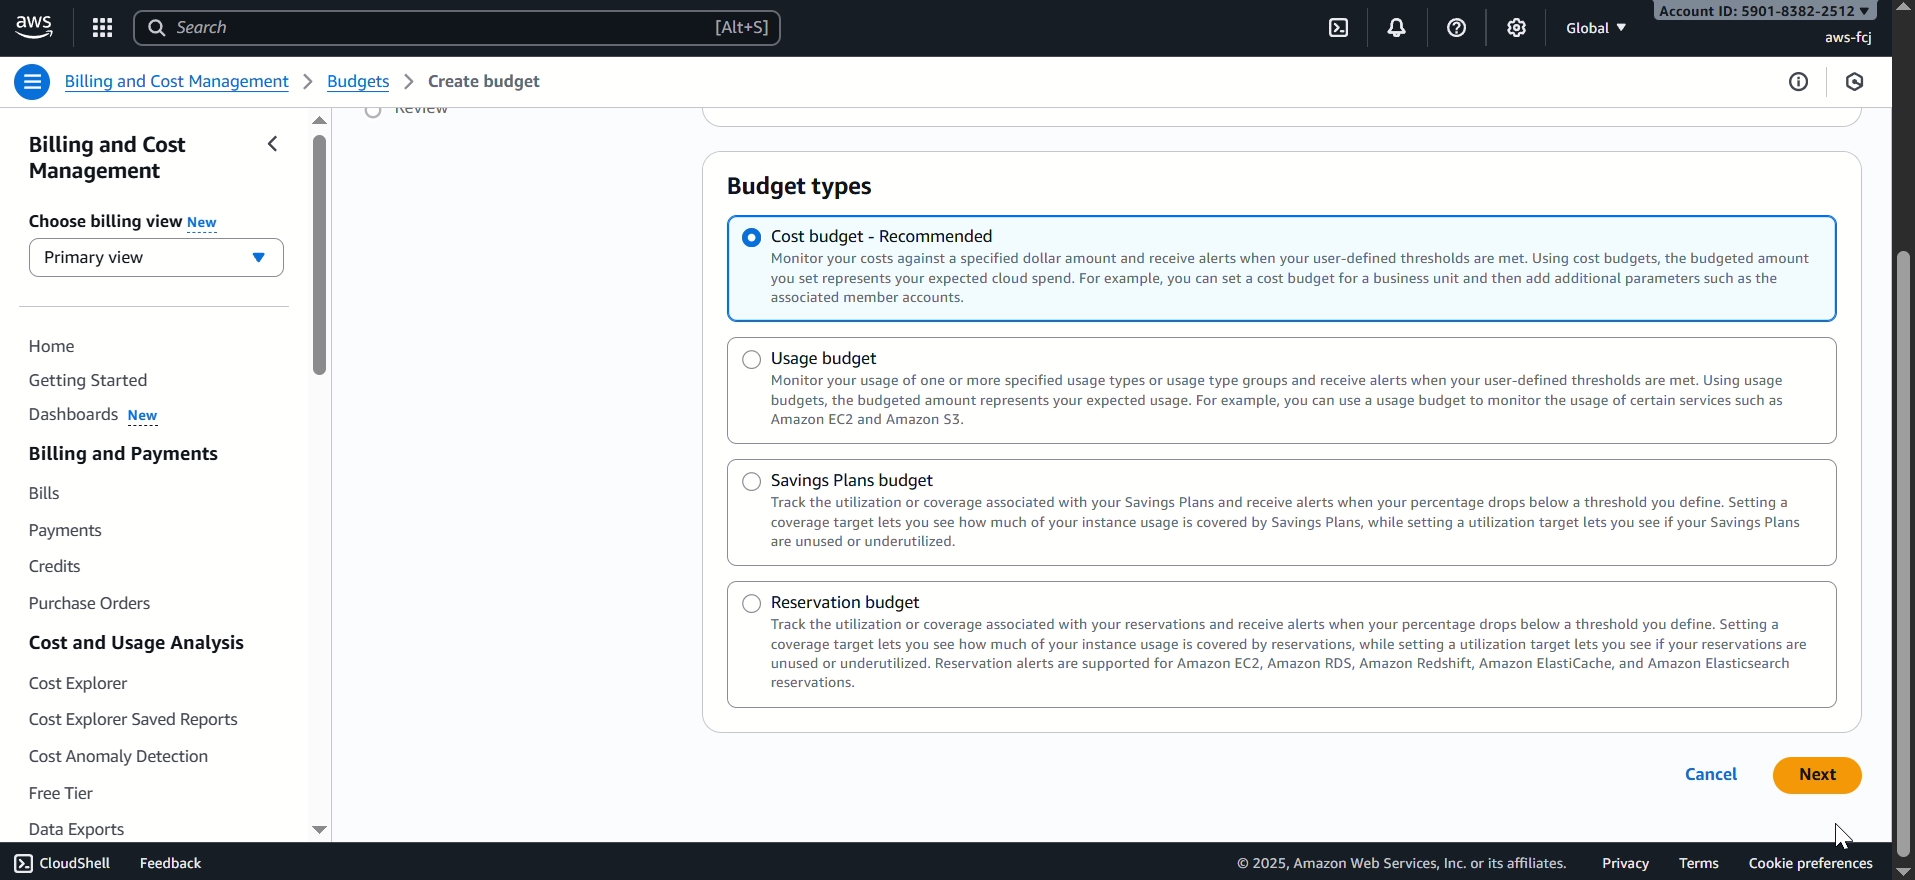 aws
Search
[Alt+S]
Global
Account ID: 5901-8382-2512
aws-fcj
Billing and Cost Management
Budgets
Create budget
Review
Billing and Cost
Management
Choose billing view New
Primary view
Home
Getting Started
Dashboards New
Billing and Payments
Bills
Payments
Credits
Purchase Orders
Cost and Usage Analysis
Cost Explorer
Cost Explorer Saved Reports
Cost Anomaly Detection
Free Tier
Data Exports
Budget types
Cost budget - Recommended
Monitor your costs against a specified dollar amount and receive alerts when your user-defined thresholds are met. Using cost budgets, the budgeted amount
you set represents your expected cloud spend. For example, you can set a cost budget for a business unit and then add additional parameters such as the
associated member accounts.
Usage budget
Monitor your usage of one or more specified usage types or usage type groups and receive alerts when your user-defined thresholds are met. Using usage
budgets, the budgeted amount represents your expected usage. For example, you can use a usage budget to monitor the usage of certain services such as
Amazon EC2 and Amazon S3.
Savings Plans budget
Track the utilization or coverage associated with your Savings Plans and receive alerts when your percentage drops below a threshold you define. Setting a
coverage target lets you see how much of your instance usage is covered by Savings Plans, while setting a utilization target lets you see if your Savings Plans
are unused or underutilized.
Reservation budget
Track the utilization or coverage associated with your reservations and receive alerts when your percentage drops below a threshold you define. Setting a
coverage target lets you see how much of your instance usage is covered by reservations, while setting a utilization target lets you see if your reservations are
unused or underutilized. Reservation alerts are supported for Amazon EC2, Amazon RDS, Amazon Redshift, Amazon ElastiCache, and Amazon Elasticsearch
reservations.
Cancel
Next
CloudShell
Feedback
© 2025, Amazon Web Services, Inc. or its affiliates.
Privacy
Terms
Cookie preferences